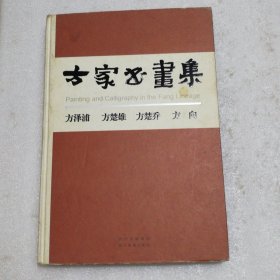 方家书畫集
Painting and Calligraphy in the Fang Lineage
方泽浦 方楚雄 方楚乔 方向